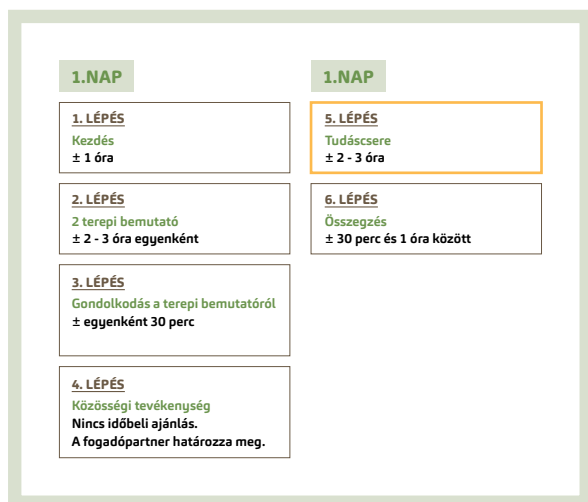 1.NAP
1. LÉPÉS
Kezdés
± 1 óra
2. LÉPÉS
2 terepi bemutató
± 2 - 3 óra egyenként
3. LÉPÉS
Gondolkodás a terepi bemutatóról
± egyenként 30 perc
4. LÉPÉS
Közösségi tevékenység
Nincs időbeli ajánlás.
A fogadópartner határozza meg.
1.NAP
5. LÉPÉS
Tudáscsere
± 2 - 3 óra
6. LÉPÉS
Összegzés
± 30 perc és 1 óra között